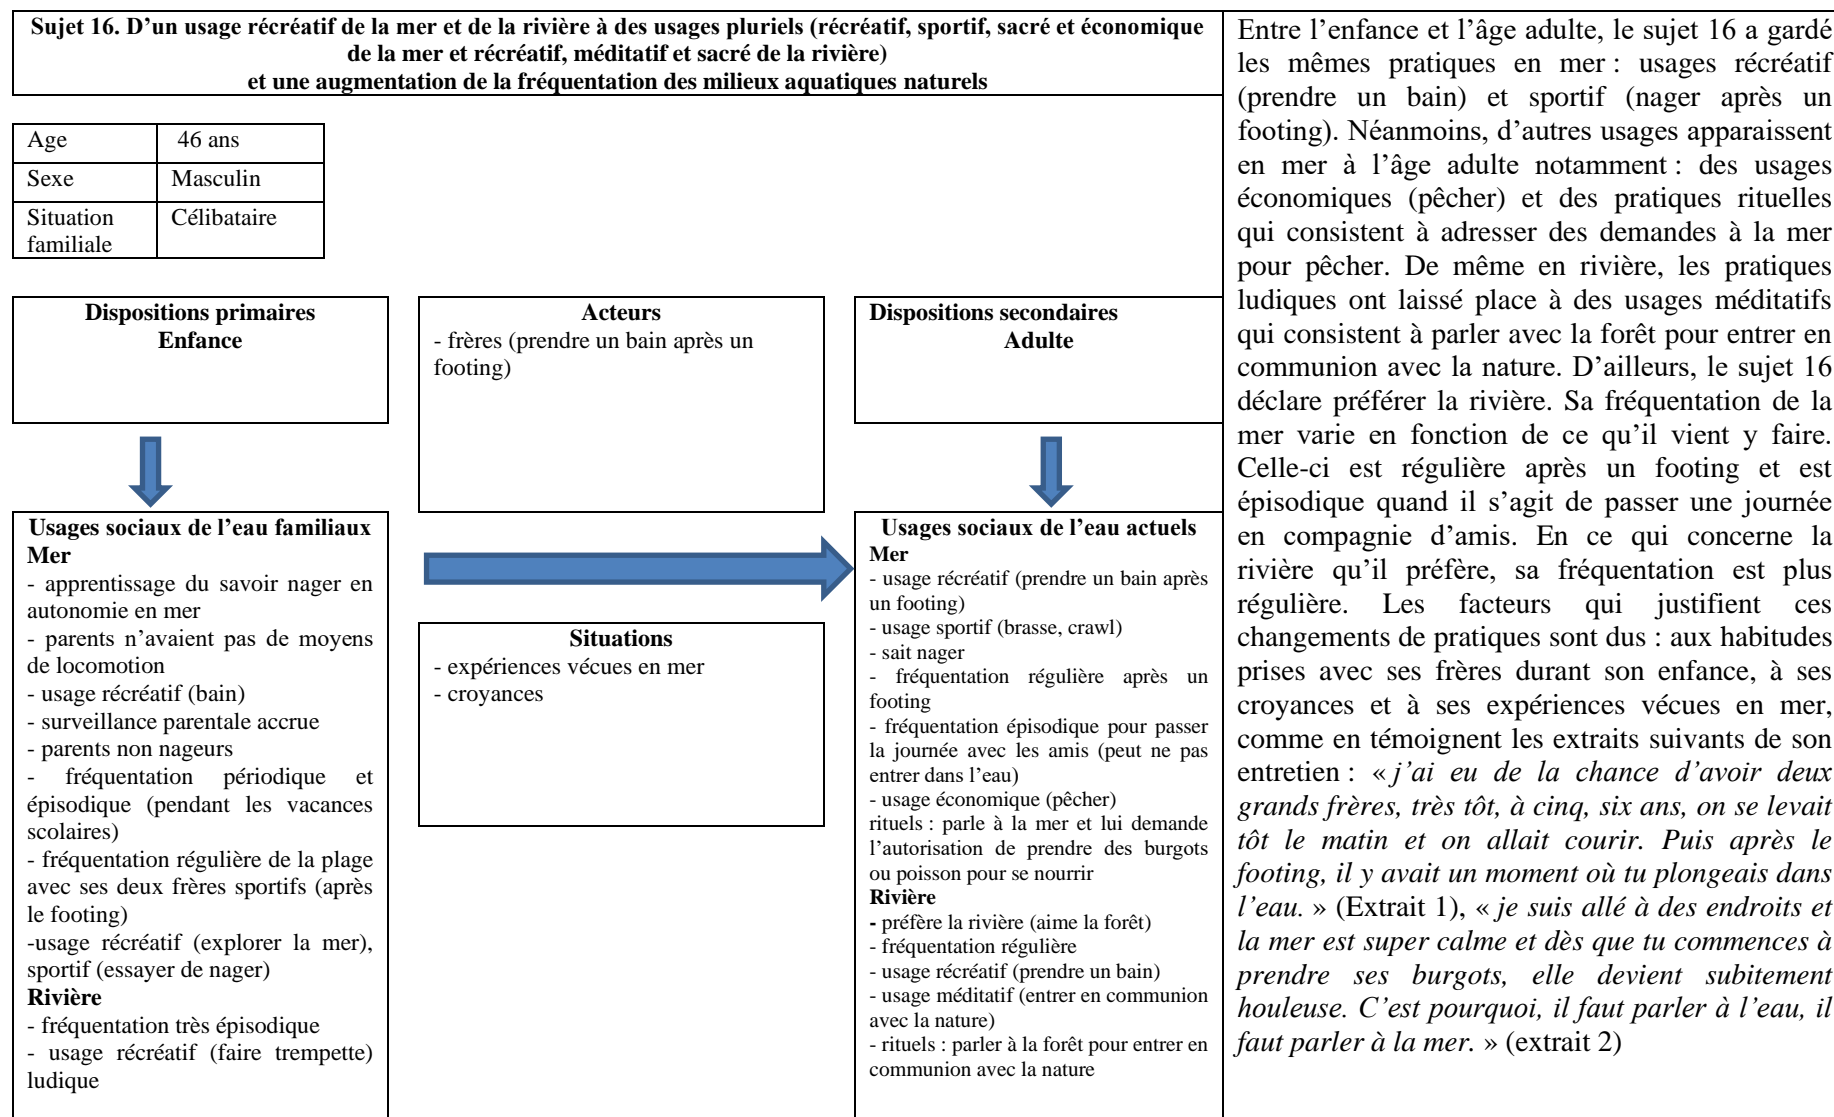 Sujet 16. D’un usage récréatif de la mer et de la rivière à des usages pluriels (récréatif, sportif, sacré et économique
de la mer et récréatif, méditatif et sacré de la rivière)
et une augmentation de la fréquentation des milieux aquatiques naturels
Age 46 ans
Sexe Masculin
Situation Célibataire
familiale
Dispositions primaires
Enfance
Acteurs
- frères (prendre un bain après un
footing)
Dispositions secondaires
Adulte
Usages sociaux de l’eau familiaux
Mer
- apprentissage du savoir nager en
autonomie en mer
- parents n’avaient pas de moyens
de locomotion
- usage récréatif (bain)
- surveillance parentale accrue
- parents non nageurs
- fréquentation périodique et
épisodique (pendant les vacances
scolaires)
- fréquentation régulière de la plage
avec ses deux frères sportifs (après
le footing)
-usage récréatif (explorer la mer),
sportif (essayer de nager)
Rivière
- fréquentation très épisodique
- usage récréatif (faire trempette)
ludique
Situations
- expériences vécues en mer
- croyances
Usages sociaux de l’eau actuels
Mer
- usage récréatif (prendre un bain après
un footing)
- usage sportif (brasse, crawl)
- sait nager
- fréquentation régulière après un
footing
- fréquentation épisodique pour passer
la journée avec les amis (peut ne pas
entrer dans l’eau)
- usage économique (pêcher)
rituels : parle à la mer et lui demande
l’autorisation de prendre des burgots
ou poisson pour se nourrir
Rivière
- préfère la rivière (aime la forêt)
- fréquentation régulière
- usage récréatif (prendre un bain)
- usage méditatif (entrer en communion
avec la nature)
- rituels : parler à la forêt pour entrer en
communion avec la nature
Entre l’enfance et l’âge adulte, le sujet 16 a gardé
les mêmes pratiques en mer : usages récréatif
(prendre un bain) et sportif (nager après un
footing). Néanmoins, d’autres usages apparaissent
en mer à l’âge adulte notamment : des usages
économiques (pêcher) et des pratiques rituelles
qui consistent à adresser des demandes à la mer
pour pêcher. De même en rivière, les pratiques
ludiques ont laissé place à des usages méditatifs
qui consistent à parler avec la forêt pour entrer en
communion avec la nature. D’ailleurs, le sujet 16
déclare préférer la rivière. Sa fréquentation de la
mer varie en fonction de ce qu’il vient y faire.
Celle-ci est régulière après un footing et est
épisodique quand il s’agit de passer une journée
en compagnie d’amis. En ce qui concerne la
rivière qu’il préfère, sa fréquentation est plus
régulière. Les facteurs qui justifient ces
changements de pratiques sont dus : aux habitudes
prises avec ses frères durant son enfance, à ses
croyances et à ses expériences vécues en mer,
comme en témoignent les extraits suivants de son
entretien : « j’ai eu de la chance d’avoir deux
grands frères, très tôt, à cinq, six ans, on se levait
tôt le matin et on allait courir. Puis après le
footing, il y avait un moment où tu plongeais dans
l’eau. » (Extrait 1), « je suis allé à des endroits et
la mer est super calme et dès que tu commences à
prendre ses burgots, elle devient subitement
houleuse. C’est pourquoi, il faut parler à l’eau, il
faut parler à la mer. » (extrait 2)